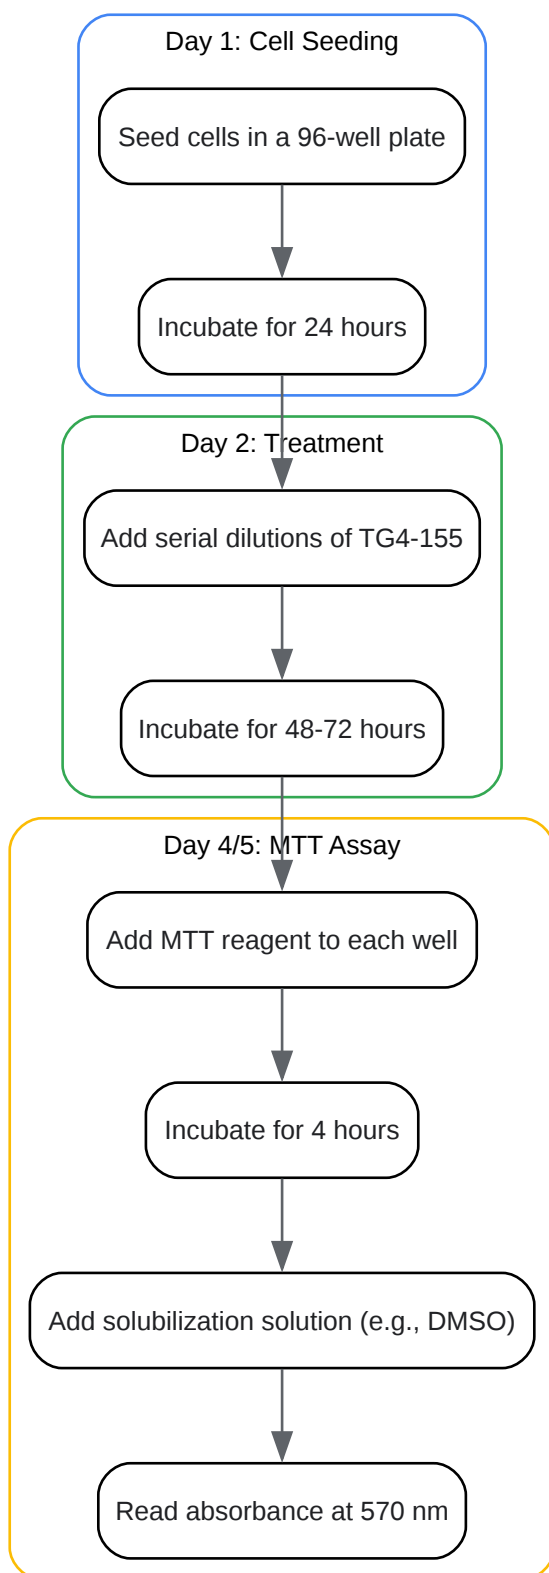 Day 1: Cell Seeding
Seed cells in a 96-well plate
Incubate for 24 hours
Day 2: Treatment
Add serial dilutions of TG4-155
Incubate for 48-72 hours
Day 4/5: MTT Assay
Add MTT reagent to each well
Incubate for 4 hours
Add solubilization solution (e.g., DMSO)
Read absorbance at 570 nm